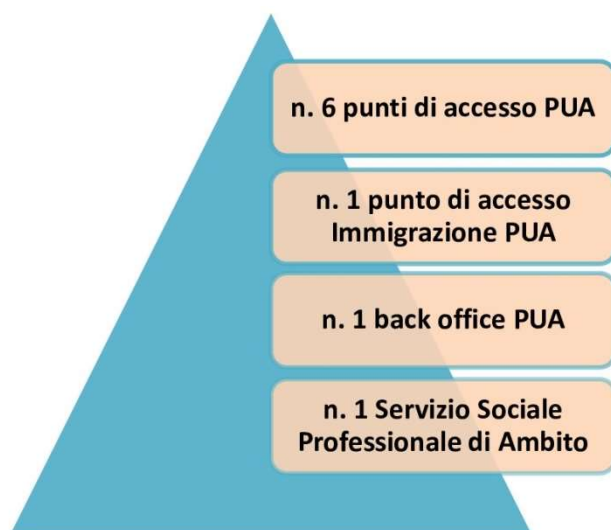 n. 6 punti di accesso PUA
n. 1 punto di accesso
Immigrazione PUA
n. 1 back office PUA
n. 1 Servizio Sociale
Professionale di Ambito